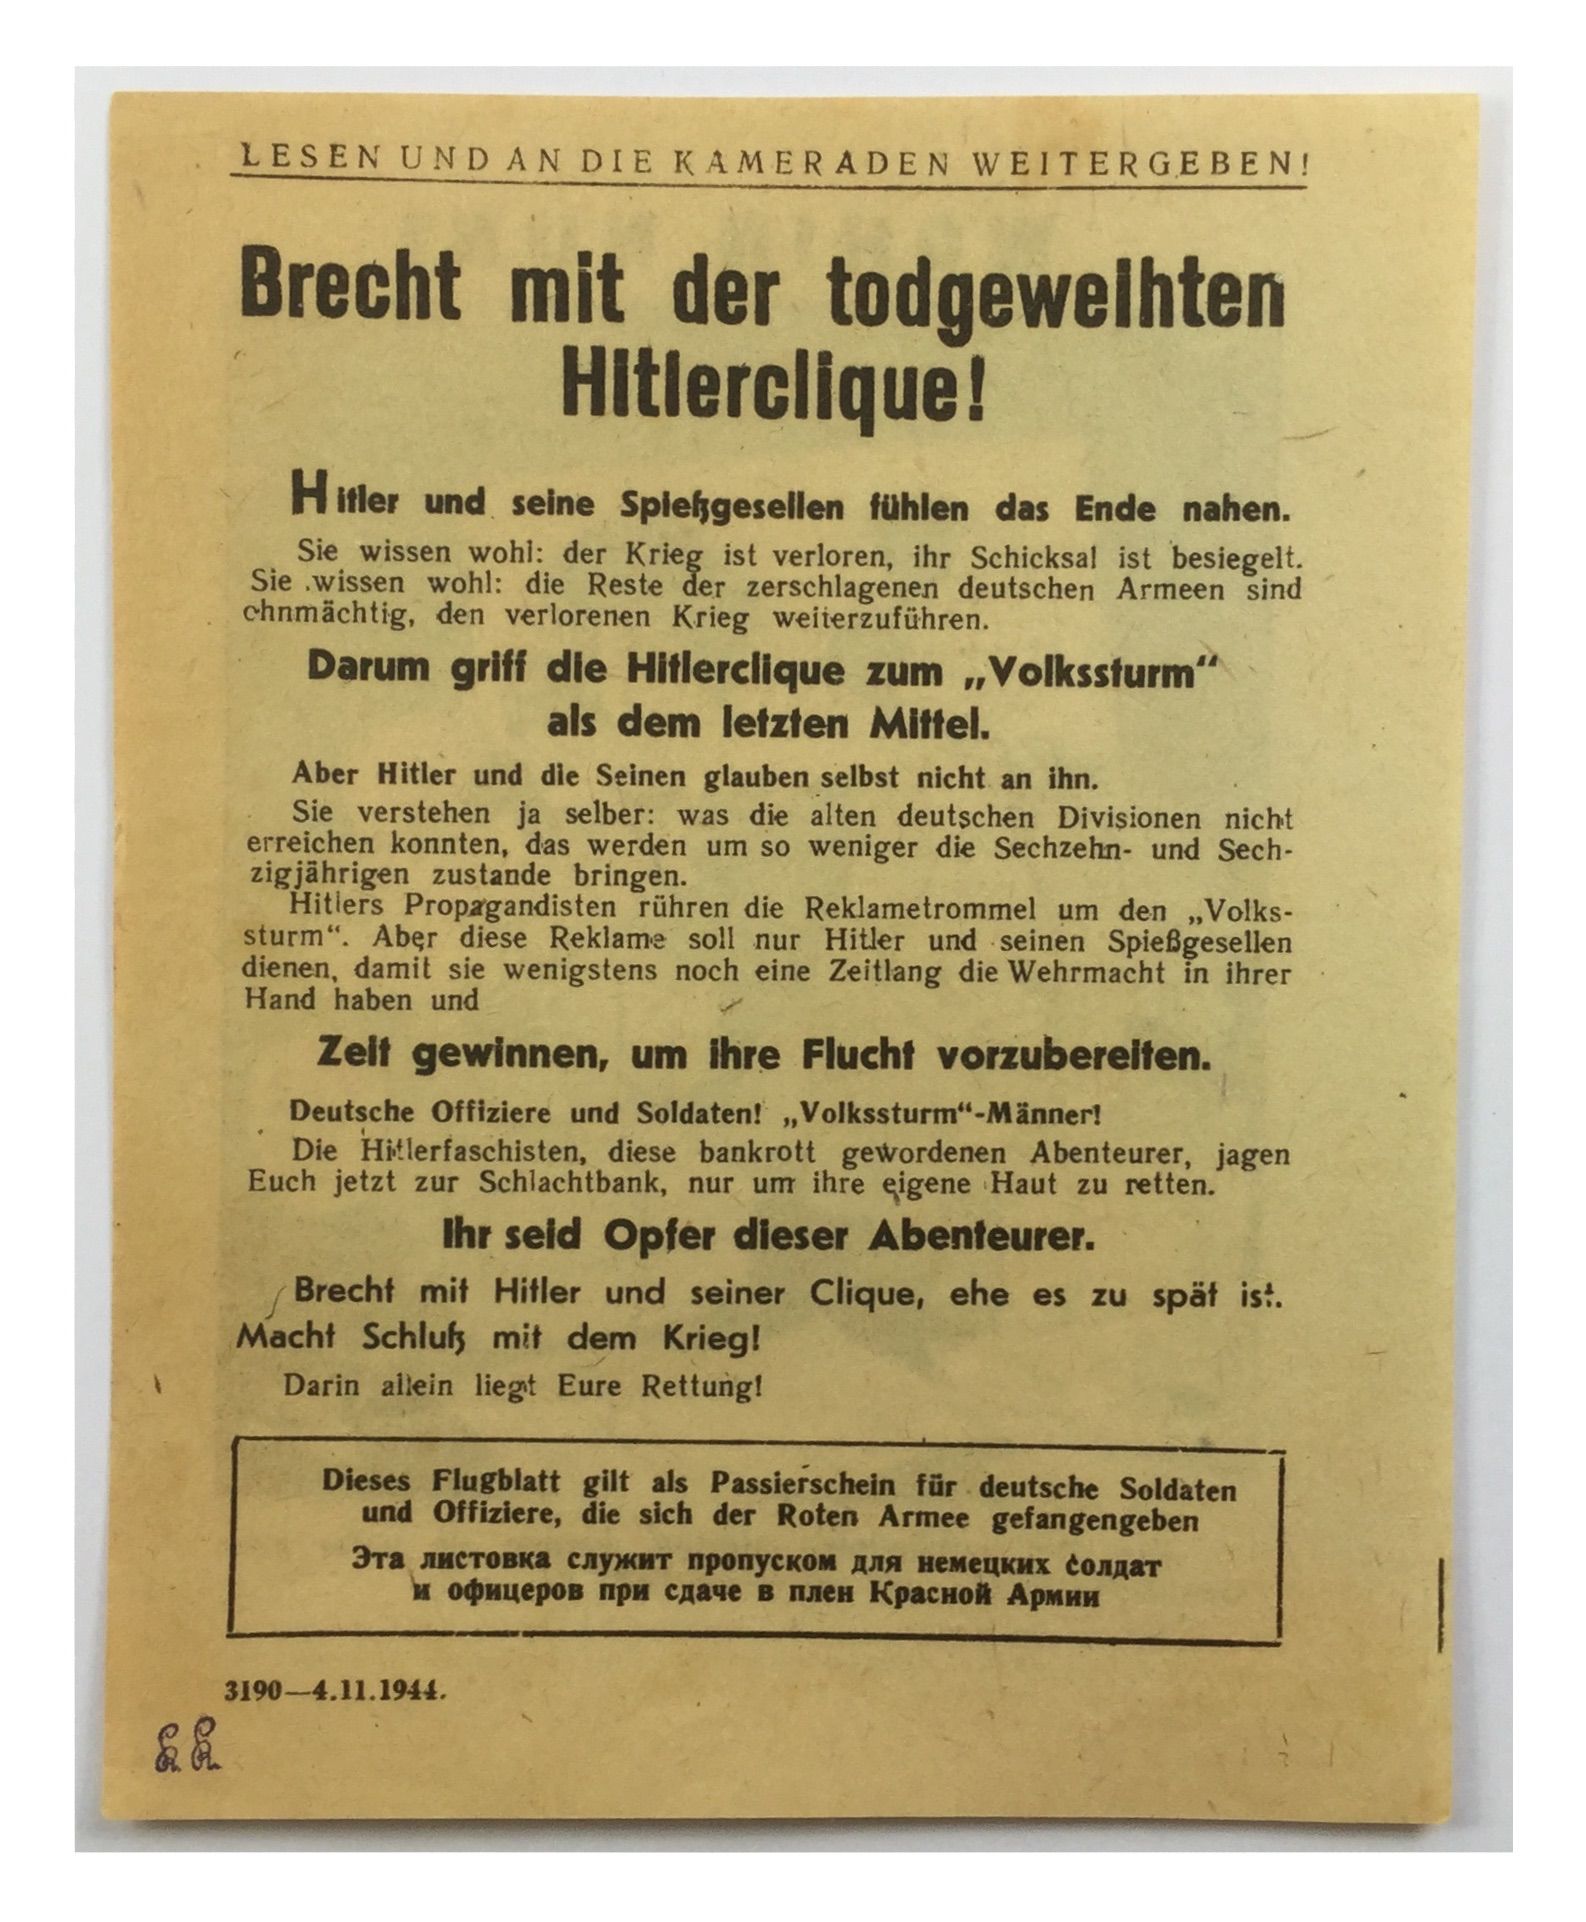 LESEN UND AN DIE KAMERADEN WEITERGEBEN!
Brecht mit der todgeweihten
Hitlerclique!
Hitler und seine Spießgesellen fühlen das Ende nahen.
Sie wissen wohl: der Krieg ist verloren, ihr Schicksal ist besiegelt.
Sie wissen wohl: die Reste der zerschlagenen deutschen Armeen sind
ohnmächtig, den verlorenen Krieg weiterzuführen.
Darum griff die Hitlerclique zum „Volkssturm“
als dem letzten Mittel.
Aber Hitler und die Seinen glauben selbst nicht an ihn.
Sie verstehen ja selber: was die alten deutschen Divisionen nicht
erreichen konnten, das werden um so weniger die Sechzehn- und Sech-
zigjährigen zustande bringen.
Hitlers Propagandisten rühren die Reklametrommel um den „Volks-
sturm“. Aber diese Reklame soll nur Hitler und seinen Spießgesellen
dienen, damit sie wenigstens noch eine Zeitlang die Wehrmacht in ihrer
Hand haben und
Zeit gewinnen, um ihre Flucht vorzubereiten.
Deutsche Offiziere und Soldaten! „Volkssturm“-Männer!
Die Hitlerfaschisten, diese bankrott gewordenen Abenteurer, jagen
Euch jetzt zur Schlachtbank, nur um ihre eigene Haut zu retten.
Ihr seid Opfer dieser Abenteurer.
Brecht mit Hitler und seiner Clique, ehe es zu spät ist.
Macht Schluß mit dem Krieg!
Darin allein liegt Eure Rettung!
Dieses Flugblatt gilt als Passierschein für deutsche Soldaten
und Offiziere, die sich der Roten Armee gefangengeben
Эта листовка служит пропуском для немецких солдат
и офицеров при сдаче в плен Красной Армии
3190—4.11.1944.